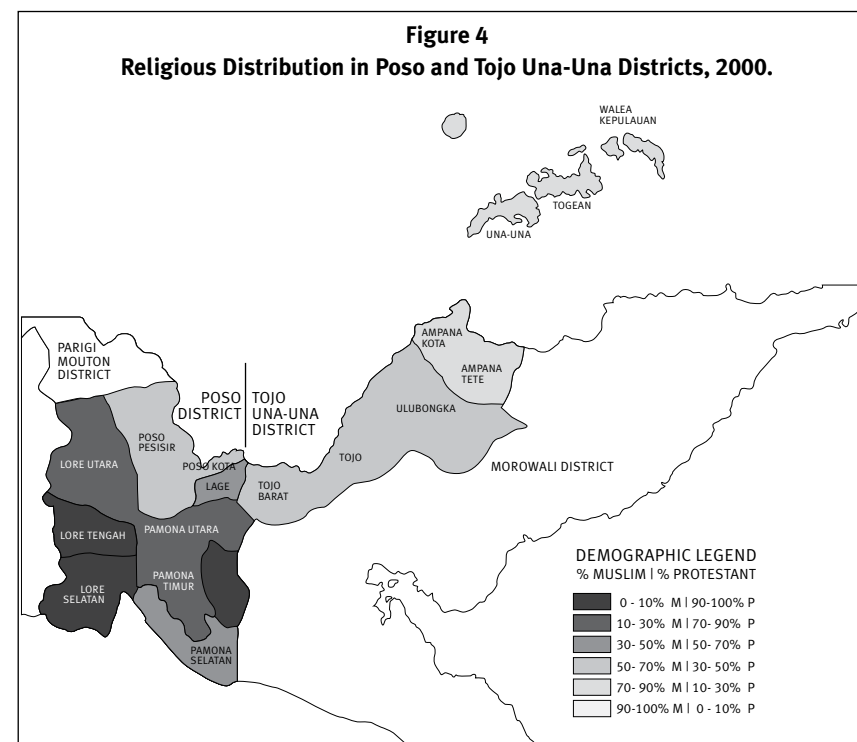 Figure 4
Religious Distribution in Poso and Tojo Una-Una Districts, 2000.
WALEA
KEPULAUAN
TOGEAN
UNA-UNA
AMPANA
KOTA
AMPANA
TETE
PARIGI
MOUTON
DISTRICT
POSO
DISTRICT
TOJO
UNA-UNA
DISTRICT
ULUBONGKA
POSO
PESISIR
LORE UTARA
POSO KOTA
LAGE
TOJO
BARAT
TOJO
MOROWALI DISTRICT
LORE TENGAH
PAMONA UTARA
LORE
SELATAN
PAMONA
TIMUR
PAMONA
SELATAN
DEMOGRAPHIC LEGEND
% MUSLIM | % PROTESTANT
0 - 10% M | 90-100% P
10- 30% M | 70- 90% P
30- 50% M | 50- 70% P
50- 70% M | 30- 50% P
70- 90% M | 10- 30% P
90-100% M | 0 - 10% P